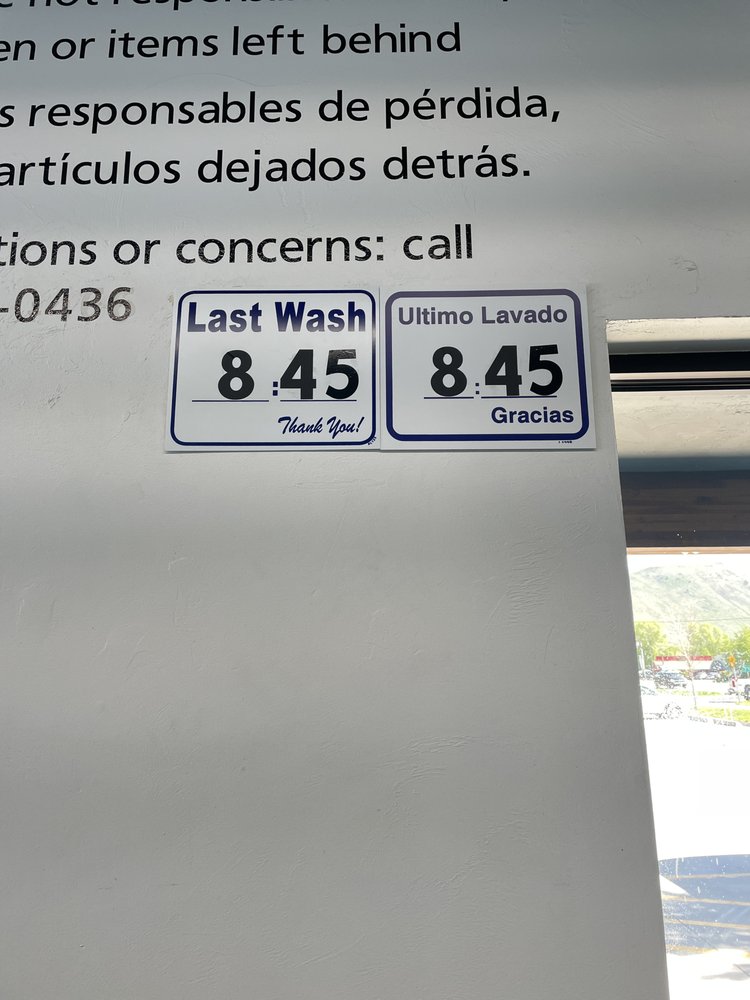 not
en or items left behind
s responsables de pérdida,
artículos dejados detrás.
tions or concerns: call
-0436
Last Wash
8:45
Thank You!
Ultimo Lavado
8:45
Gracias